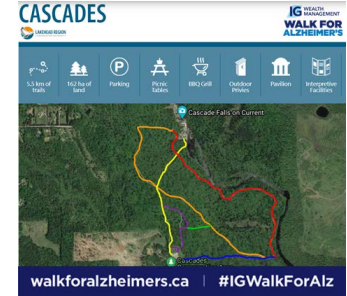 CASCADES
IG WEALTH
MANAGEMENT
LAKEHEAD REGION
WALK FOR
ALZHEIMER'S
5.5 km of
trails
162 ha of
land
Parking
Picnic
Tables
BBQ Grill
Outdoor
Privies
Pavilion
Interpretive
Facilities
Cascade Falls on Current
Cascades
walkforalzheimers.ca | #IGWalkForAlz